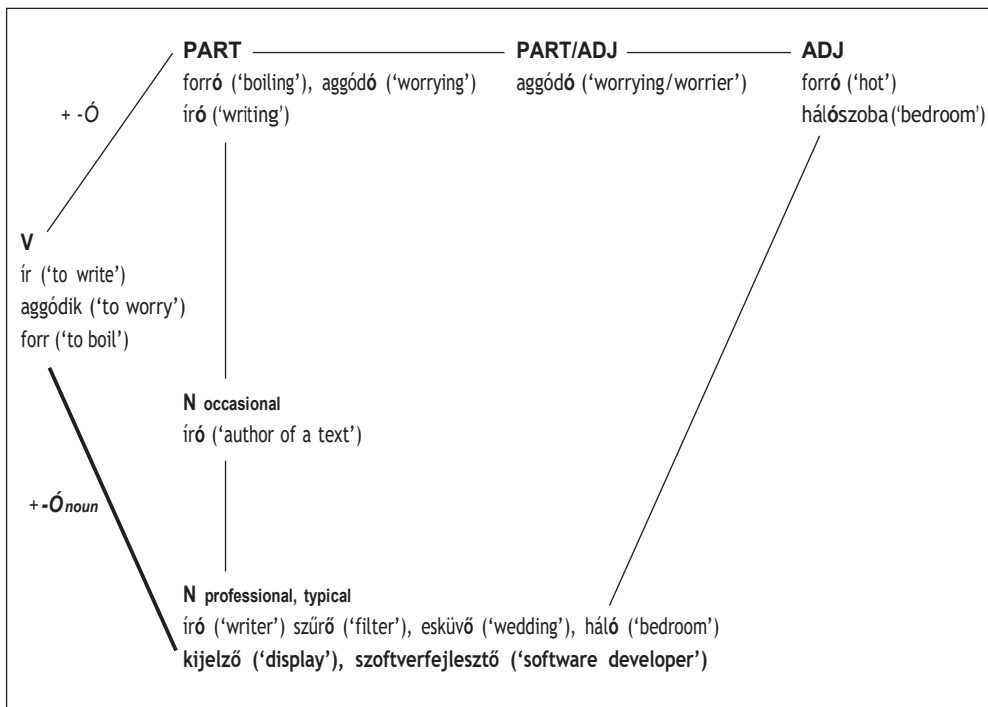 PART PART/ADJ ADJ
forró (‘boiling’), aggódó (‘worrying’) aggódó (‘worrying/worrier’) forró (‘hot’)
író (‘writing’) hálószoba (‘bedroom’)
+ -Ó
V
ír (‘to write’)
aggódik (‘to worry’)
forr (‘to boil’)
N occasional
író (‘author of a text’)
+ -Ó noun
N professional, typical
író (‘writer’) szűrő (‘filter’), esküvő (‘wedding’), háló (‘bedroom’)
kijelző (‘display’), szoftverfejlesztő (‘software developer’)